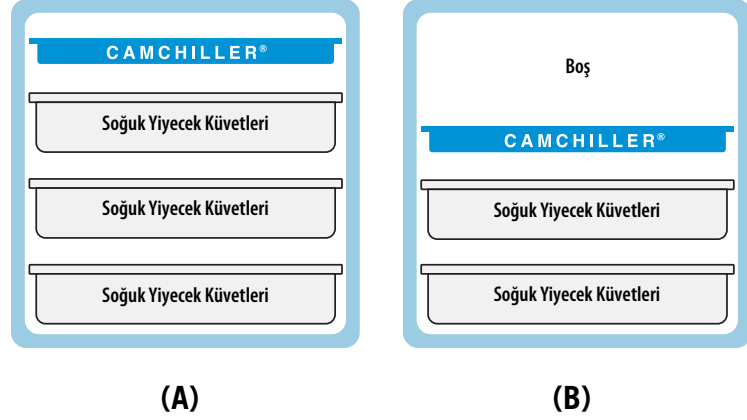 CAMCHILLER®
Soğuk Yiyecek Küvetleri
Soğuk Yiyecek Küvetleri
Soğuk Yiyecek Küvetleri
(A)
Boş
CAMCHILLER®
Soğuk Yiyecek Küvetleri
Soğuk Yiyecek Küvetleri
(B)